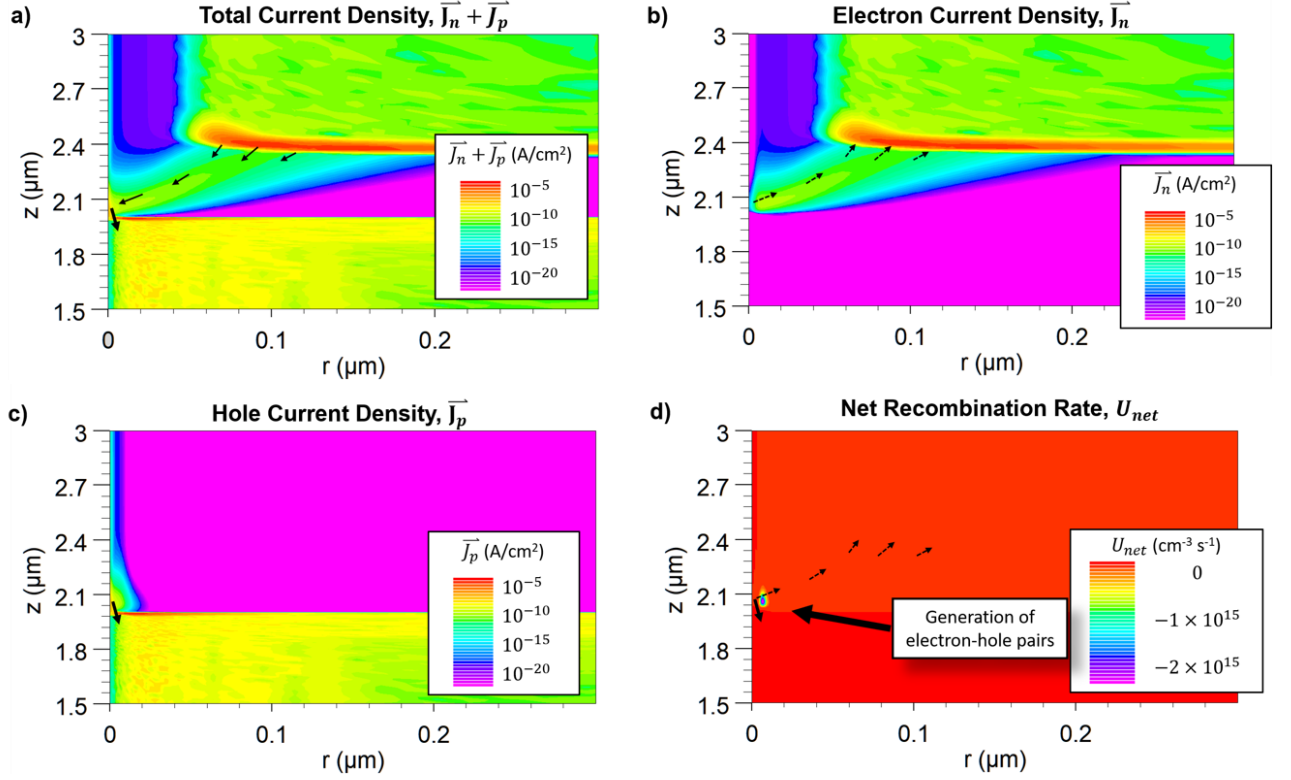 a) Total Current Density, J⃗n + J⃗p
3
2.7
2.4
2.1
1.8
1.5
z (µm)
0 0.1 0.2
r (µm)
J⃗n + J⃗p (A/cm²)
10⁻⁵
10⁻¹⁰
10⁻¹⁵
10⁻²⁰
b) Electron Current Density, J⃗n
3
2.7
2.4
2.1
1.8
1.5
z (µm)
0 0.1 0.2
r (µm)
J⃗n (A/cm²)
10⁻⁵
10⁻¹⁰
10⁻¹⁵
10⁻²⁰
c) Hole Current Density, J⃗p
3
2.7
2.4
2.1
1.8
1.5
z (µm)
0 0.1 0.2
r (µm)
J⃗p (A/cm²)
10⁻⁵
10⁻¹⁰
10⁻¹⁵
10⁻²⁰
d) Net Recombination Rate, Unet
3
2.7
2.4
2.1
1.8
1.5
z (µm)
0 0.1 0.2
r (µm)
Generation of
electron-hole pairs
Unet (cm⁻³ s⁻¹)
0
−1 × 10¹⁵
−2 × 10¹⁵